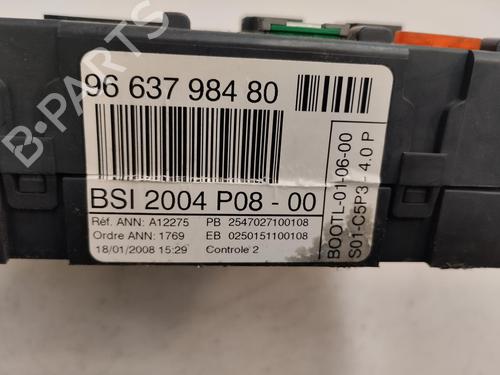 96 637 984 80
BSI 2004 P08 - 00
Réf. ANN: A12275 PB 2547027100108
Ordre ANN: 1769 EB 0250151100108
18/01/2008 15:29 Controle 2
BOOTL-01-06-00
S01-C5P3 - 4.0 P
B-PARTS